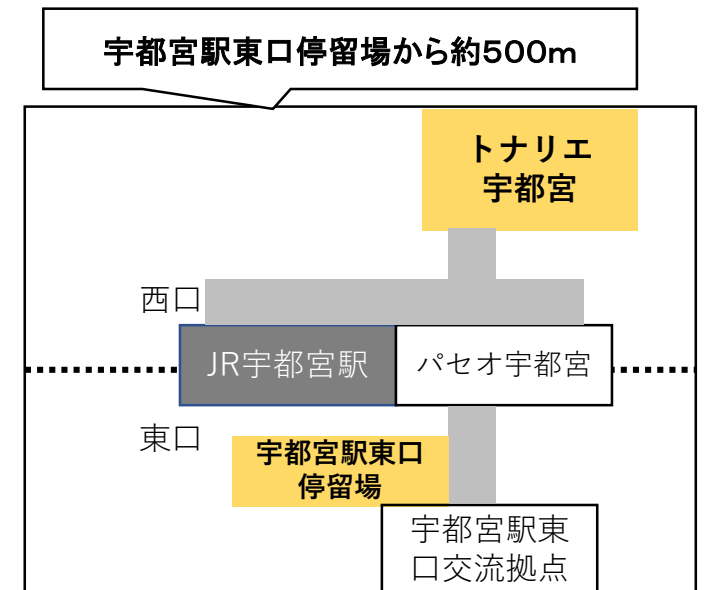 宇都宮駅東口停留場から約500m
トナリエ
宇都宮
西口
JR宇都宮駅
パセオ宇都宮
東口
宇都宮駅東口
停留場
宇都宮駅東
口交流拠点